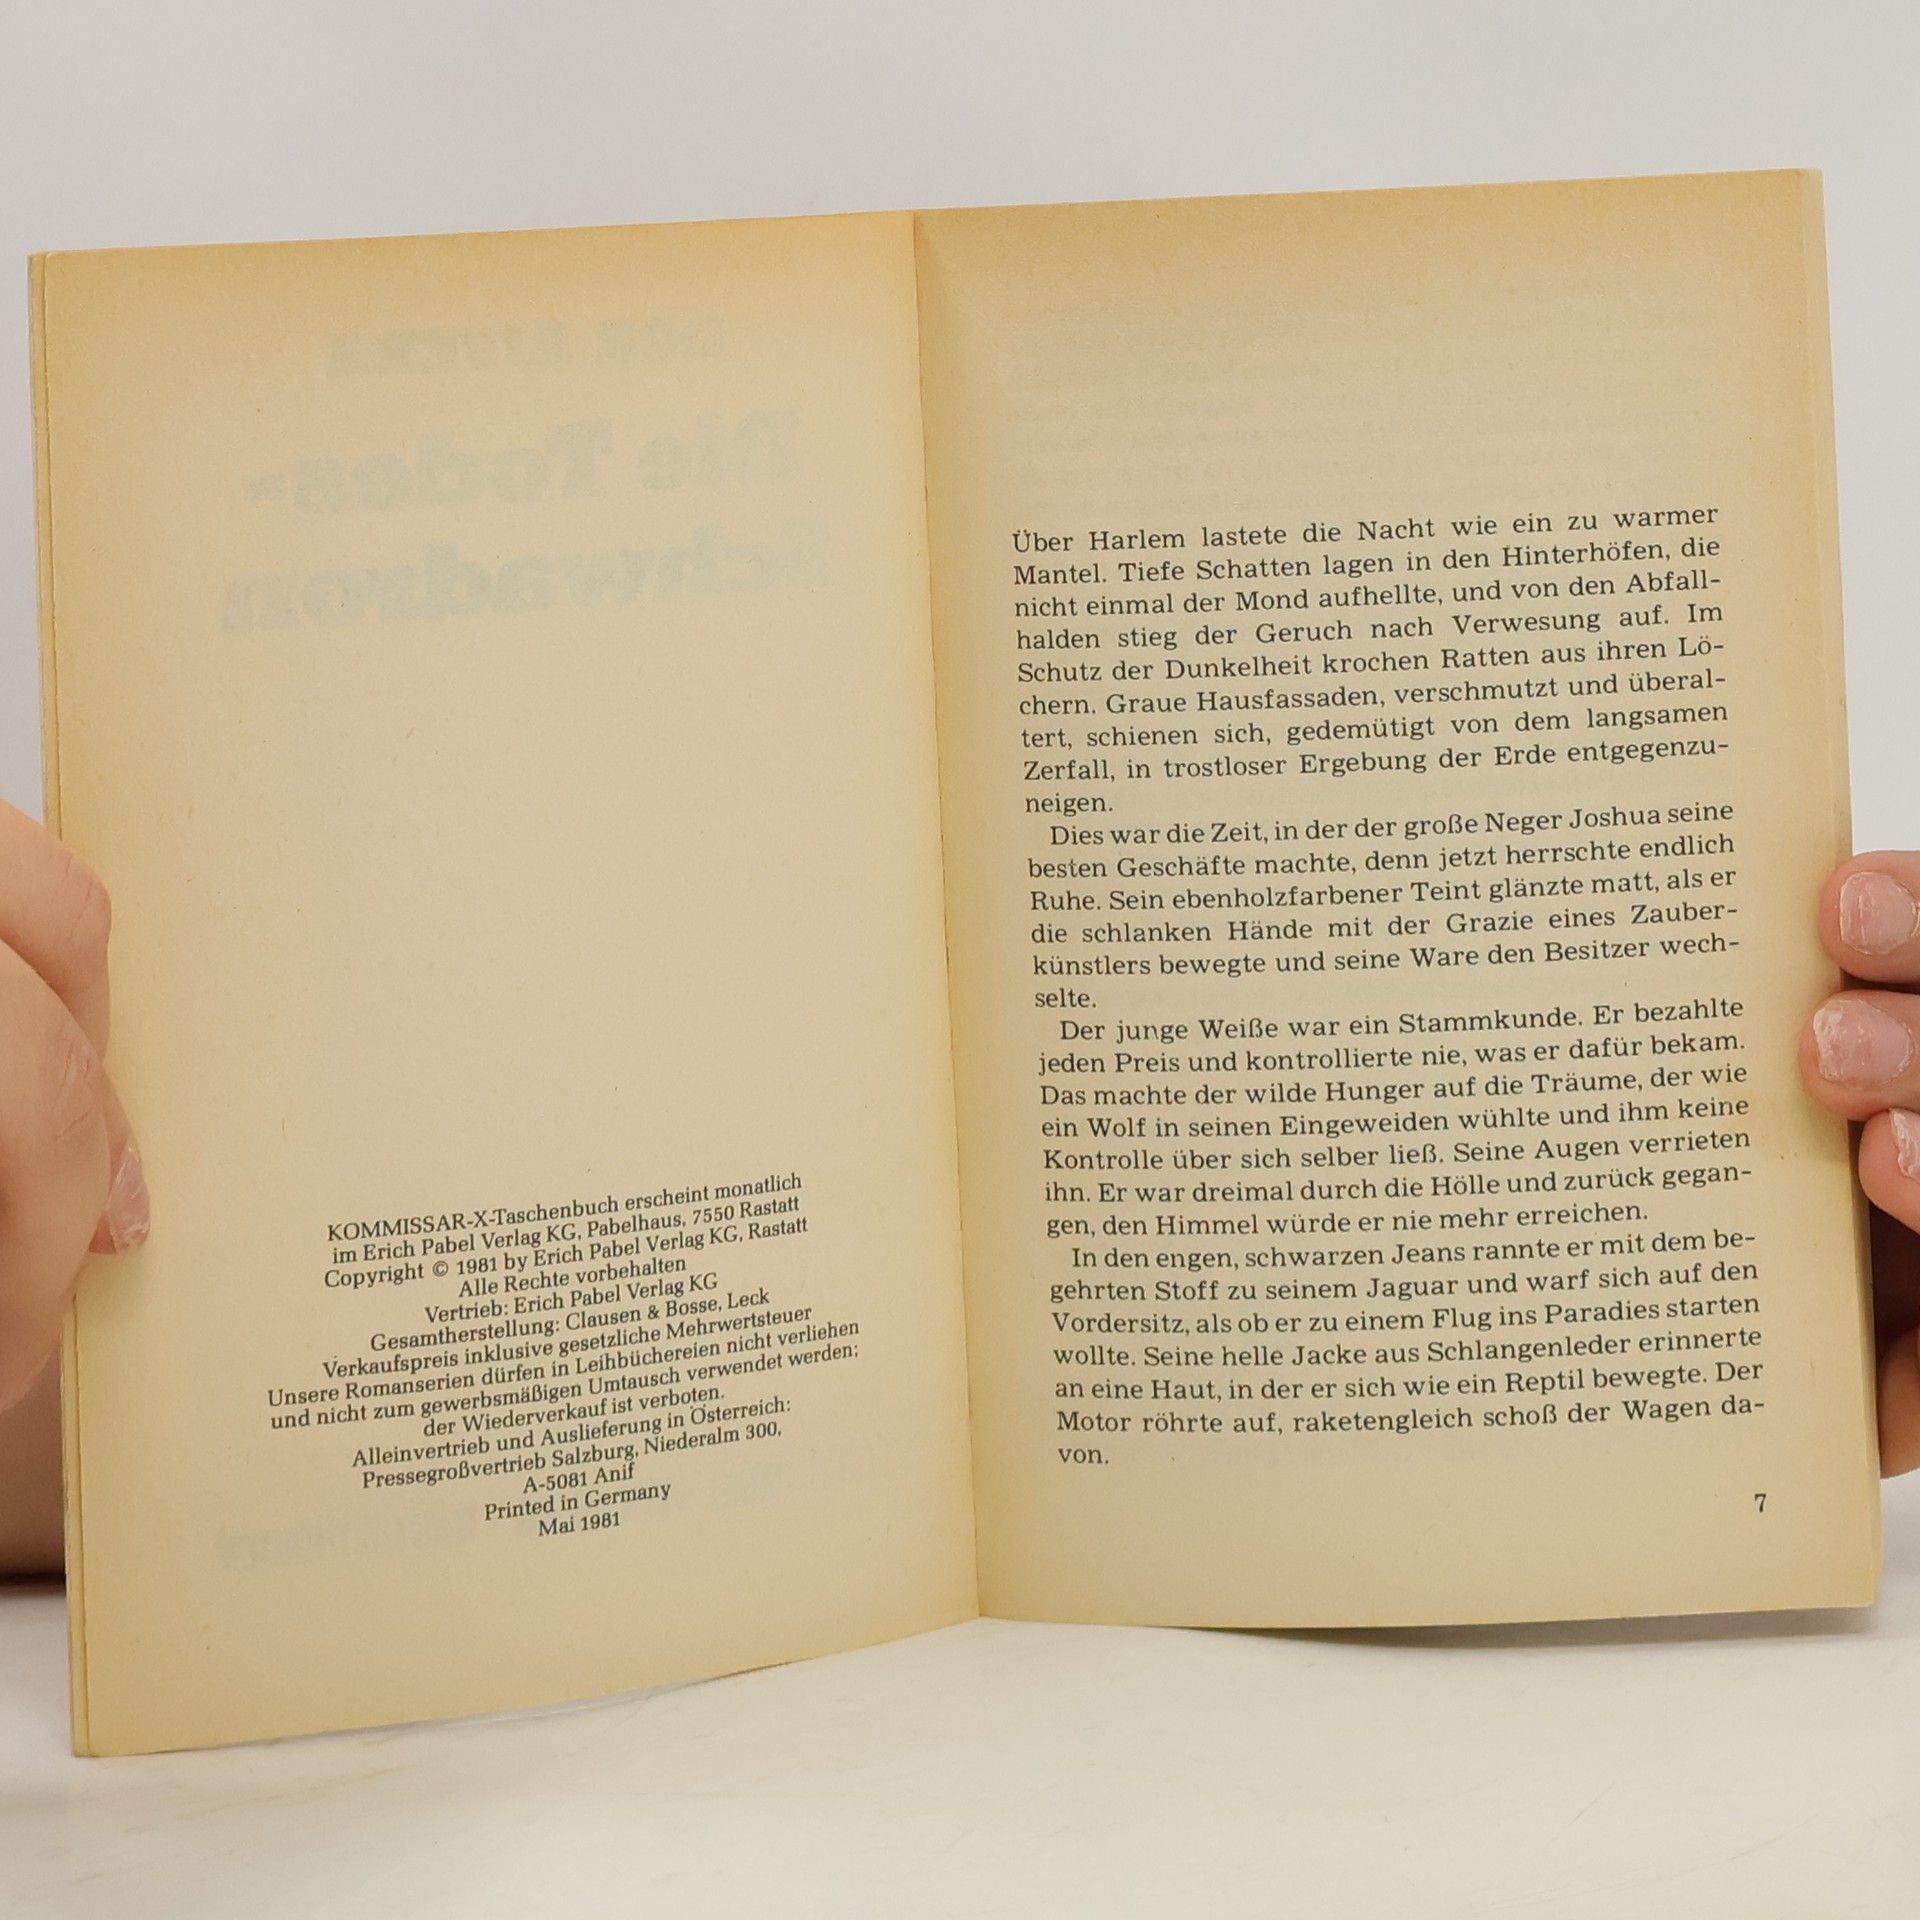 KOMMISSAR-X-Taschenbuch erscheint monatlich
im Erich Pabel Verlag KG, Pabelhaus, 7550 Rastatt
Copyright © 1981 by Erich Pabel Verlag KG, Rastatt
Alle Rechte vorbehalten
Vertrieb: Erich Pabel Verlag KG
Gesamtherstellung: Clausen & Bosse, Leck
Verkaufspreis inklusive gesetzliche Mehrwertsteuer
Unsere Romanserien dürfen in Leihbüchereien nicht verliehen
und nicht zum gewerbsmäßigen Umtausch verwendet werden;
der Wiederverkauf ist verboten.
Alleinvertrieb und Auslieferung in Österreich:
Pressegroßvertrieb Salzburg, Niederalm 300,
A-5081 Anif
Printed in Germany
Mai 1981
Über Harlem lastete die Nacht wie ein zu warmer
Mantel. Tiefe Schatten lagen in den Hinterhöfen, die
nicht einmal der Mond aufhellte, und von den Abfall-
halden stieg der Geruch nach Verwesung auf. Im
Schutz der Dunkelheit krochen Ratten aus ihren Lö-
chern. Graue Hausfassaden, verschmutzt und überal-
tert, schienen sich, gedemütigt von dem langsamen
Zerfall, in trostloser Ergebung der Erde entgegenzu-
neigen.
Dies war die Zeit, in der der große Neger Joshua seine
besten Geschäfte machte, denn jetzt herrschte endlich
Ruhe. Sein ebenholzfarbener Teint glänzte matt, als er
die schlanken Hände mit der Grazie eines Zauber-
künstlers bewegte und seine Ware den Besitzer wech-
selte.
Der junge Weiße war ein Stammkunde. Er bezahlte
jeden Preis und kontrollierte nie, was er dafür bekam.
Das machte der wilde Hunger auf die Träume, der wie
ein Wolf in seinen Eingeweiden wühlte und ihm keine
Kontrolle über sich selber ließ. Seine Augen verrieten
ihn. Er war dreimal durch die Hölle und zurück gegan-
gen, den Himmel würde er nie mehr erreichen.
In den engen, schwarzen Jeans rannte er mit dem be-
gehrten Stoff zu seinem Jaguar und warf sich auf den
Vordersitz, als ob er zu einem Flug ins Paradies starten
wollte. Seine helle Jacke aus Schlangenleder erinnerte
an eine Haut, in der er sich wie ein Reptil bewegte. Der
Motor röhrte auf, raketengleich schoß der Wagen da-
von.
7